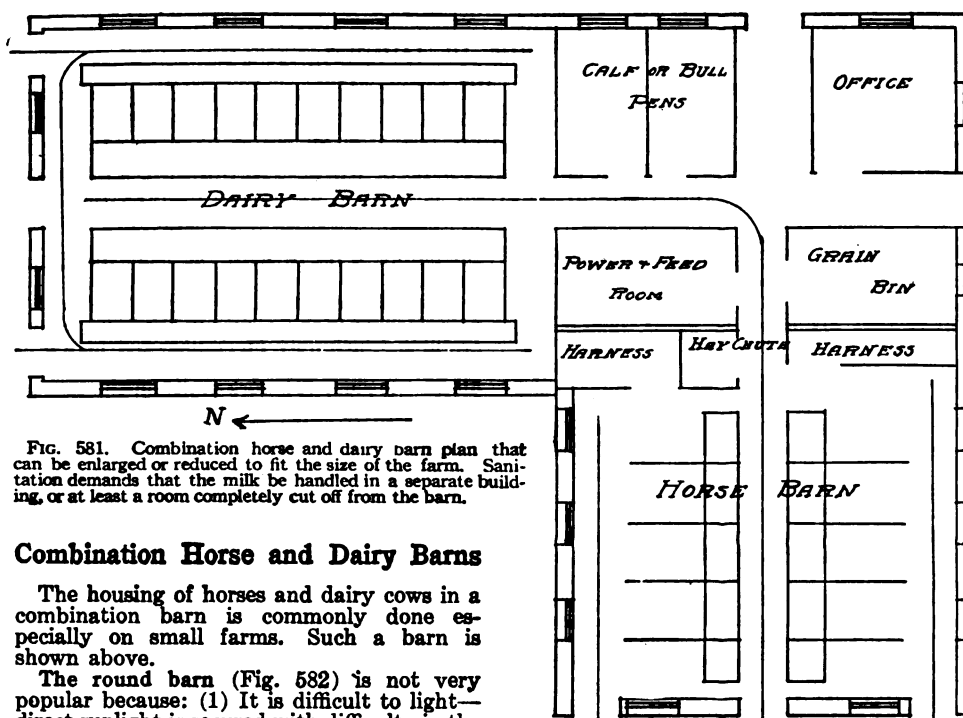 CALF OR BULL
PENS
OFFICE
DAIRY BARN
POWER + FEED
ROOM
GRAIN
BIN
HARNESS
HAY CHUTE
HARNESS
N
HORSE BARN
FIG. 581. Combination horse and dairy barn plan that
can be enlarged or reduced to fit the size of the farm. Sani-
tation demands that the milk be handled in a separate build-
ing, or at least a room completely cut off from the barn.
Combination Horse and Dairy Barns
The housing of horses and dairy cows in a
combination barn is commonly done es-
pecially on small farms. Such a barn is
shown above.
The round barn (Fig. 582) is not very
popular because: (1) It is difficult to light—